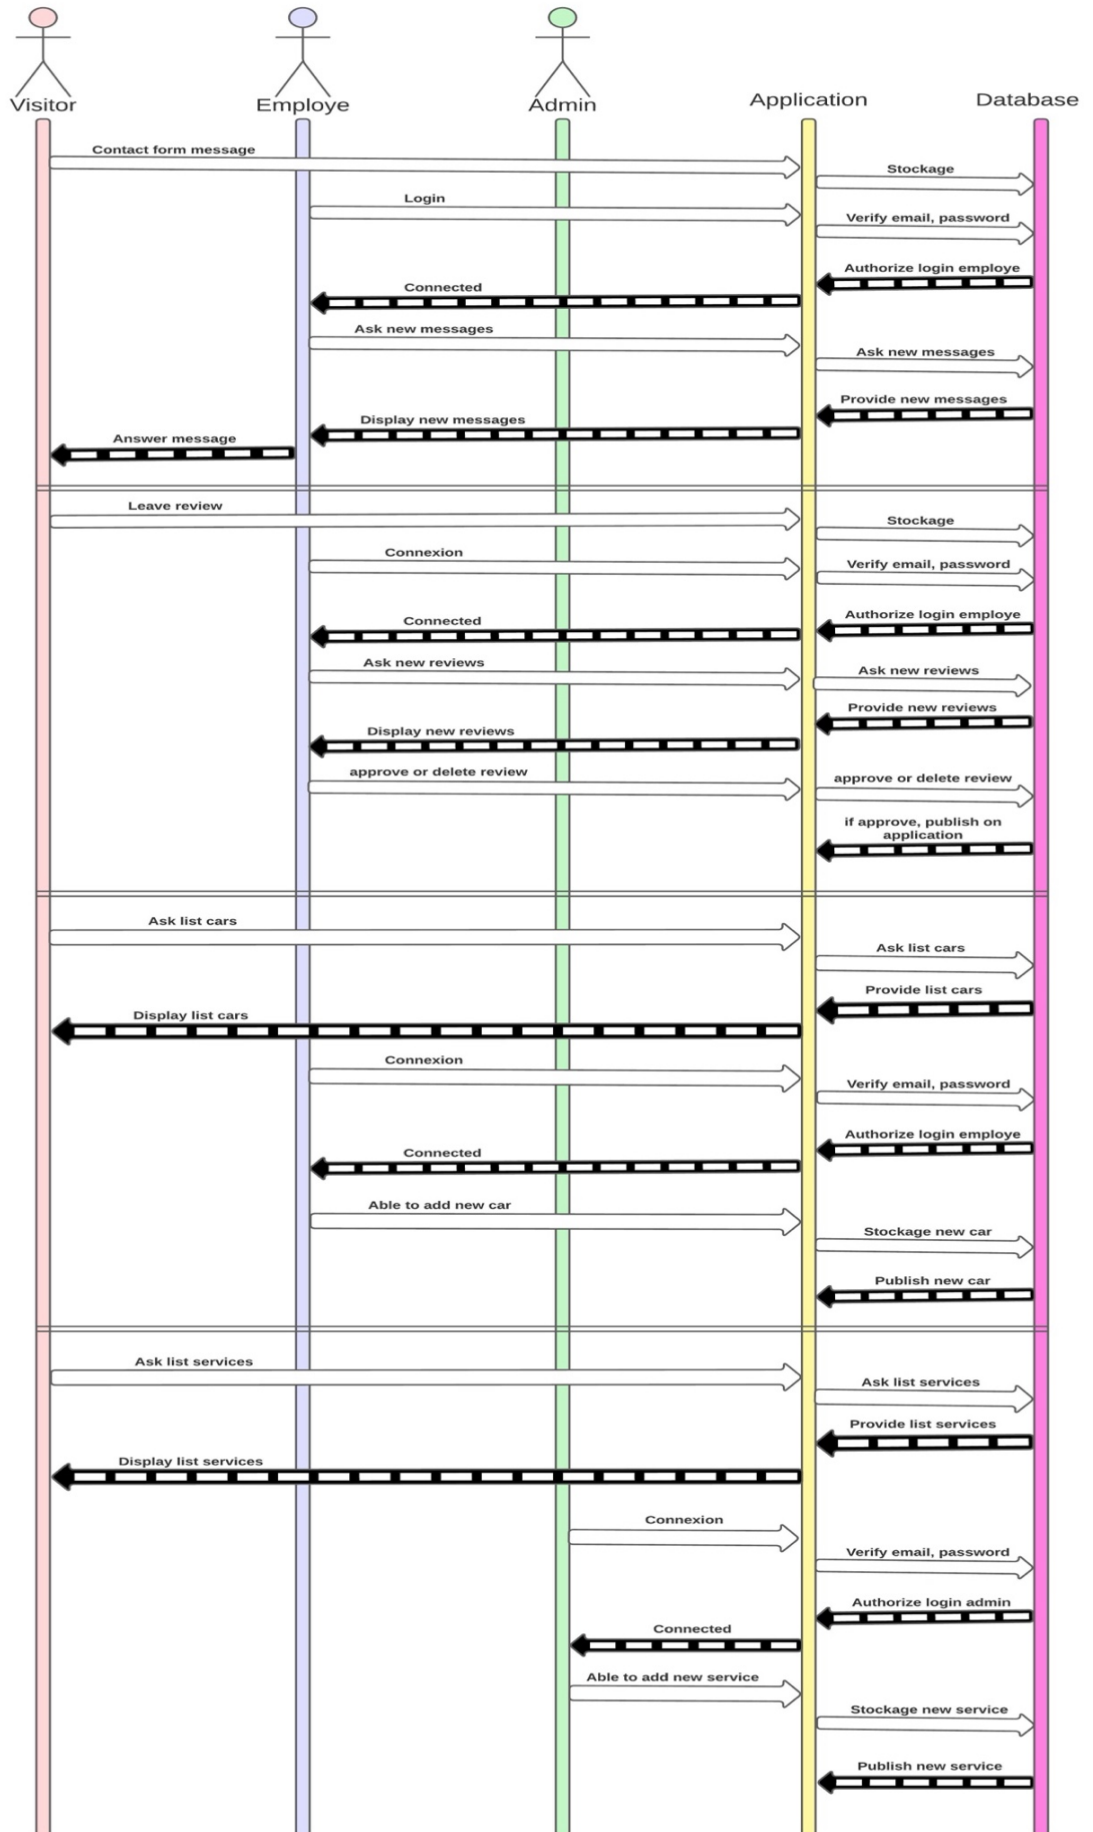 Visitor
Employe
Admin
Application
Database
Contact form message
Stockage
Login
Verify email, password
Authorize login employe
Connected
Ask new messages
Ask new messages
Provide new messages
Display new messages
Answer message
Leave review
Stockage
Connexion
Verify email, password
Authorize login employe
Connected
Ask new reviews
Ask new reviews
Provide new reviews
Display new reviews
approve or delete review
approve or delete review
if approve, publish on
application
Ask list cars
Ask list cars
Provide list cars
Display list cars
Connexion
Verify email, password
Authorize login employe
Connected
Able to add new car
Stockage new car
Publish new car
Ask list services
Ask list services
Provide list services
Display list services
Connexion
Verify email, password
Authorize login admin
Connected
Able to add new service
Stockage new service
Publish new service